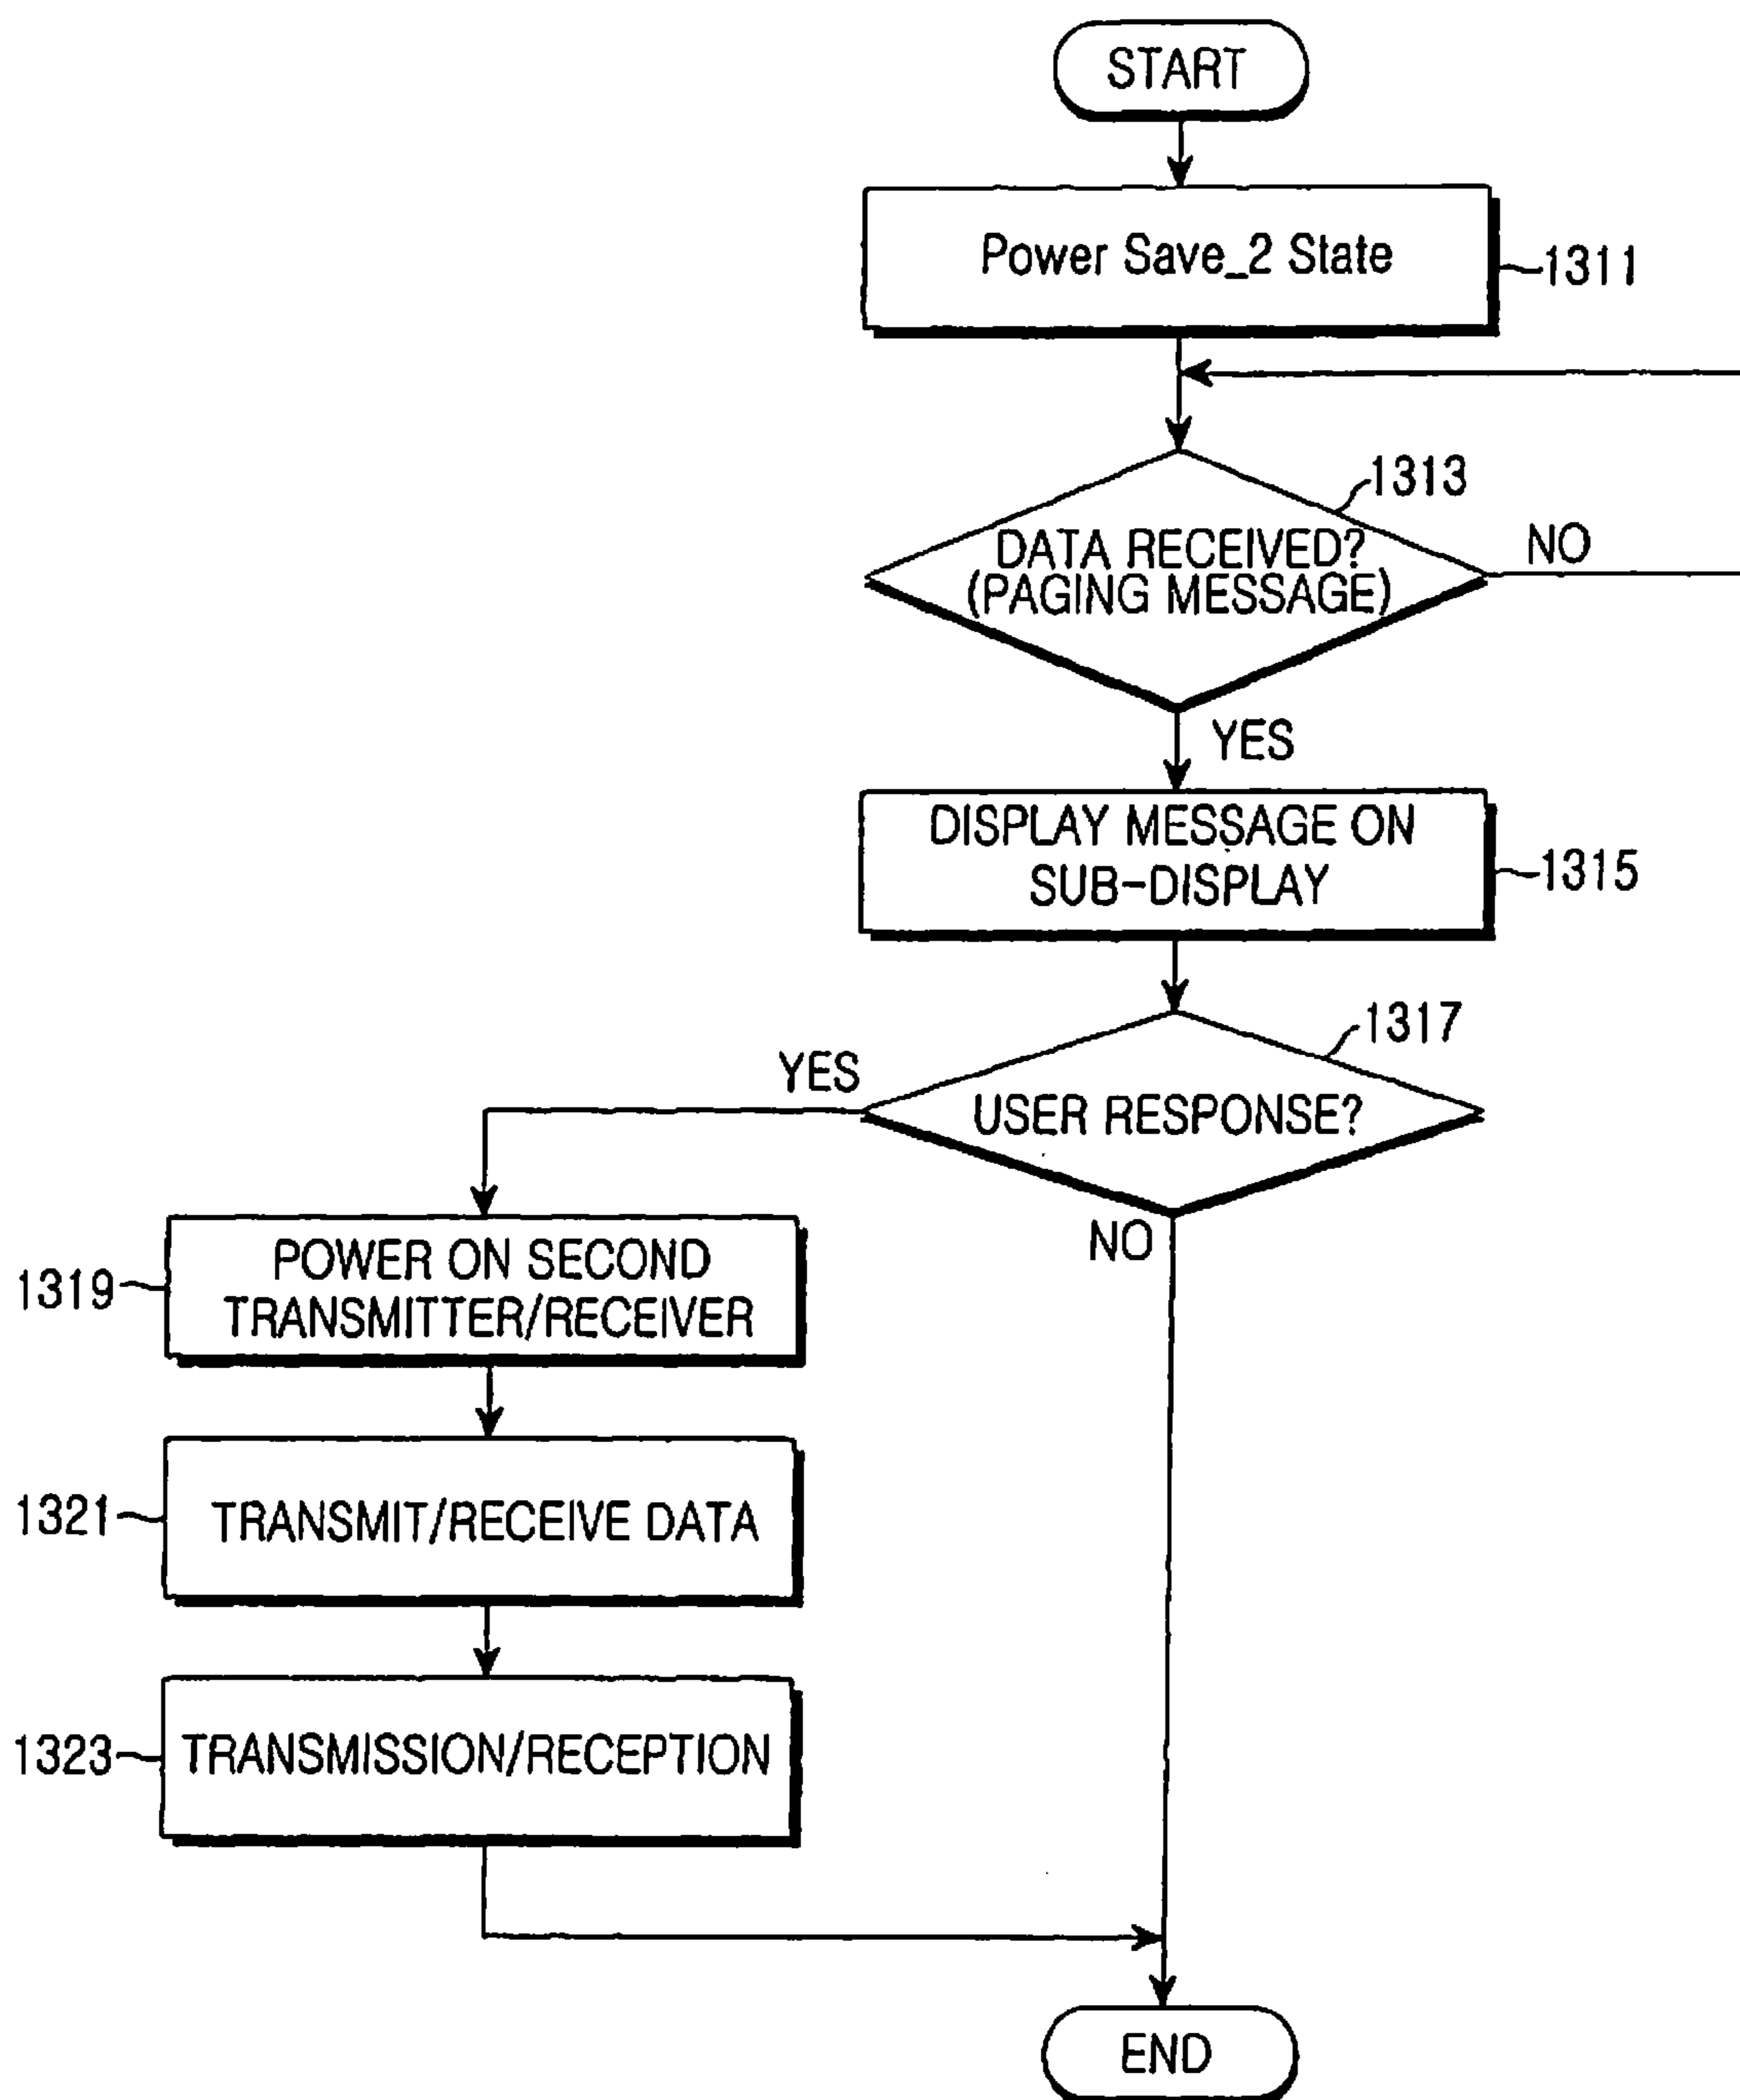 START
Power Save_2 State
1311
1313
DATA RECEIVED?
(PAGING MESSAGE)
NO
YES
DISPLAY MESSAGE ON
SUB-DISPLAY
1315
1317
YES
USER RESPONSE?
NO
1319
POWER ON SECOND
TRANSMITTER/RECEIVER
1321
TRANSMIT/RECEIVE DATA
1323
TRANSMISSION/RECEPTION
END